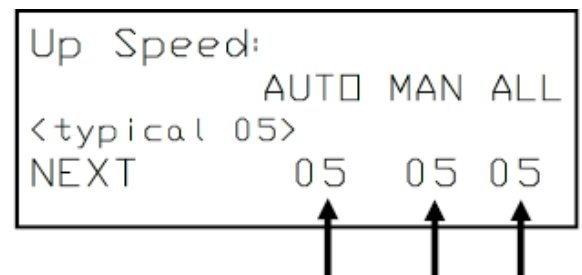 Up Speed:
AUTO MAN ALL
<typical 05>
NEXT 05 05 05